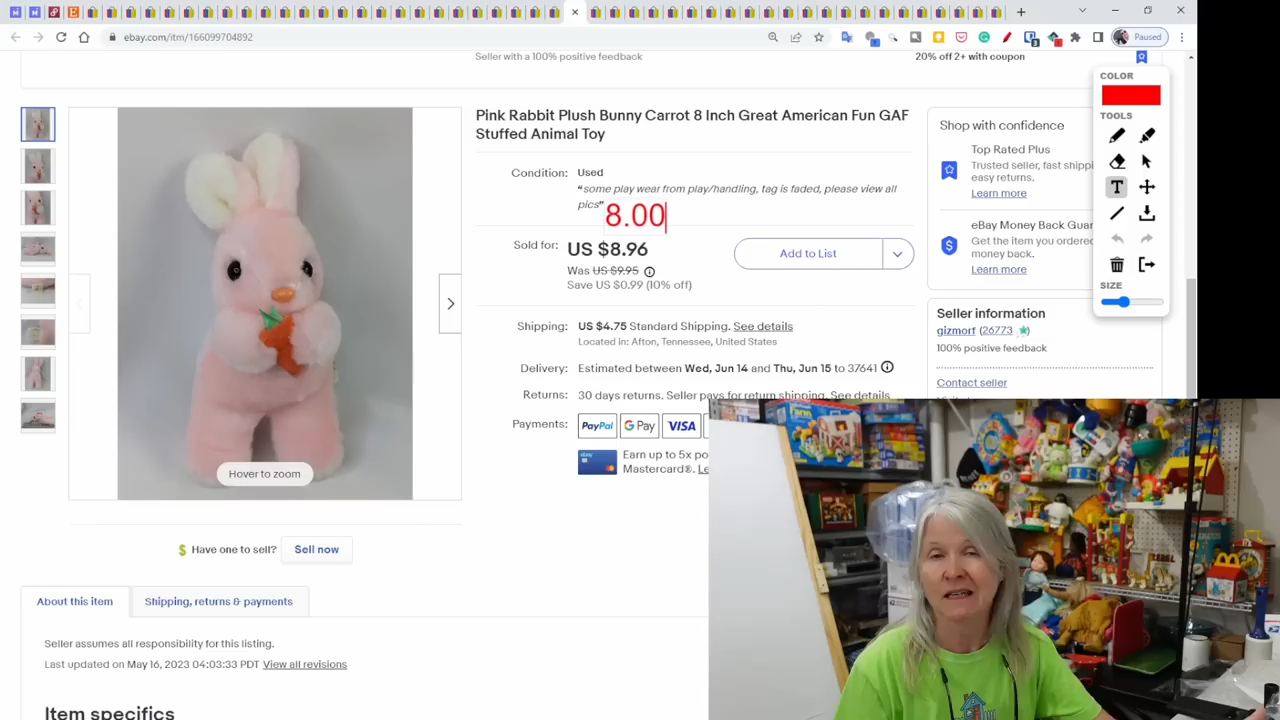 ebay.com/itm/166099704892
Paused
Seller with a 100% positive feedback
20% off 2+ with coupon
COLOR
TOOLS
SIZE
Pink Rabbit Plush Bunny Carrot 8 Inch Great American Fun GAF
Stuffed Animal Toy
Condition: Used
“some play wear from play/handling, tag is faded, please view all
pics”
8.00
Sold for: US $8.96
Was US $9.95
Save US $0.99 (10% off)
Add to List
Shipping: US $4.75 Standard Shipping. See details
Located in: Afton, Tennessee, United States
Delivery: Estimated between Wed, Jun 14 and Thu, Jun 15 to 37641
Returns: 30 days returns. Seller pays for return shipping. See details
Payments: PayPal G Pay VISA
Earn up to 5x po
Mastercard®. Le
Shop with confidence
Top Rated Plus
Trusted seller, fast shippi
easy returns.
Learn more
eBay Money Back Guar
Get the item you ordere
money back.
Learn more
Seller information
gizmorf (26773)
100% positive feedback
Contact seller
Hover to zoom
Have one to sell? Sell now
About this item
Shipping, returns & payments
Seller assumes all responsibility for this listing.
Last updated on May 16, 2023 04:03:33 PDT View all revisions
Item specifics